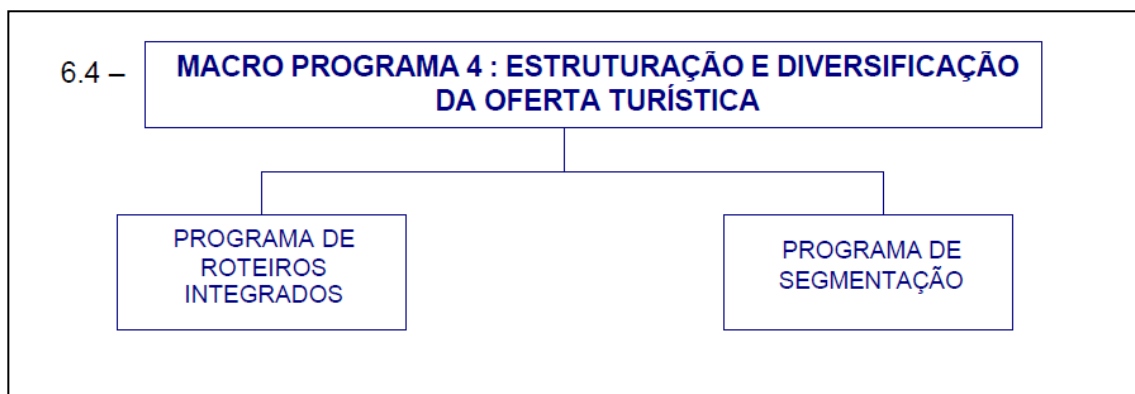 6.4 – MACRO PROGRAMA 4 : ESTRUTURAÇÃO E DIVERSIFICAÇÃO
DA OFERTA TURÍSTICA
PROGRAMA DE
ROTEIROS
INTEGRADOS
PROGRAMA DE
SEGMENTAÇÃO